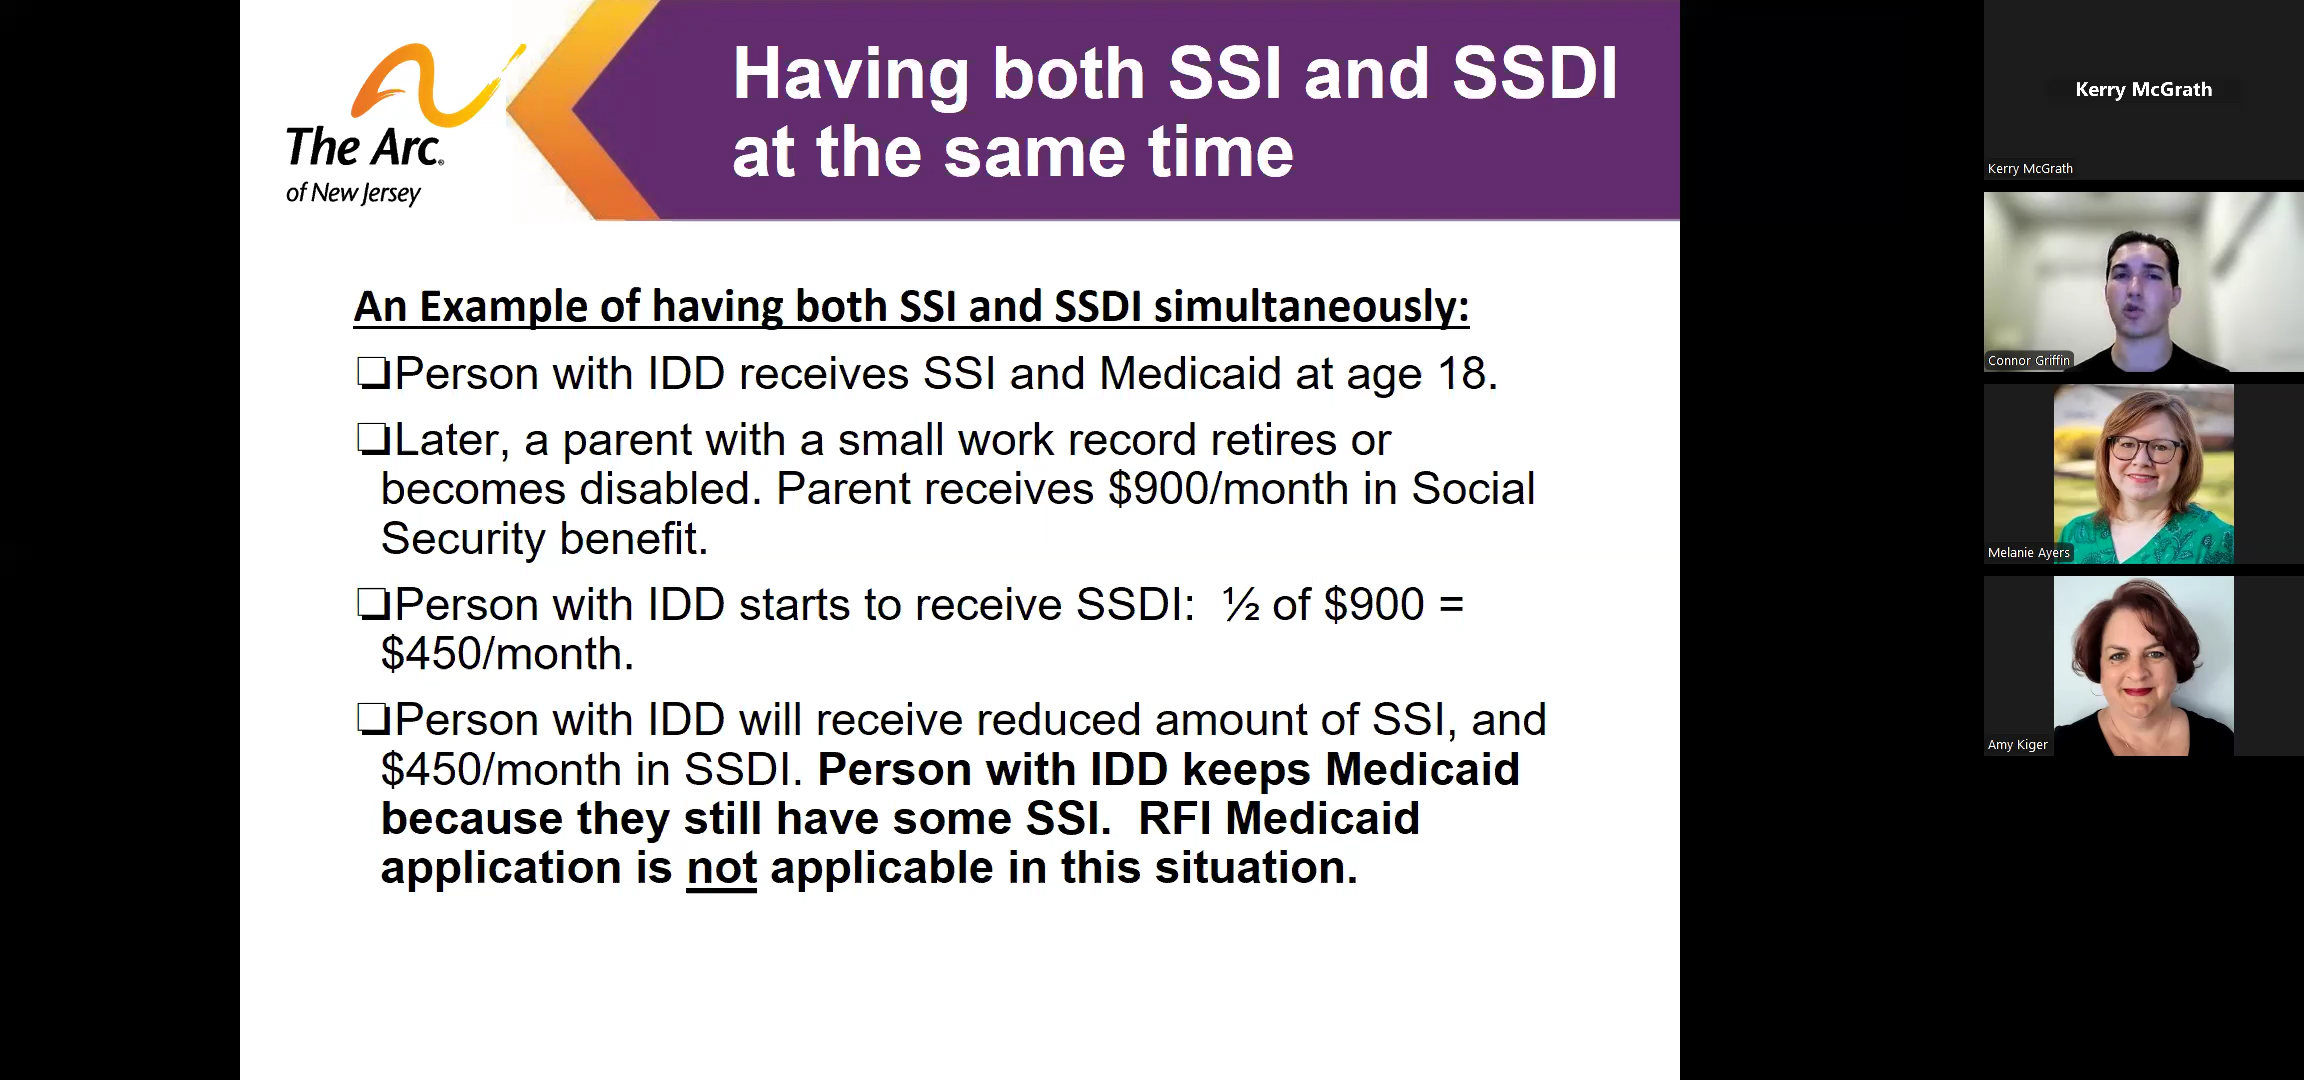 The Arc®
of New Jersey
Having both SSI and SSDI
at the same time
An Example of having both SSI and SSDI simultaneously:
❏Person with IDD receives SSI and Medicaid at age 18.
❏Later, a parent with a small work record retires or
becomes disabled. Parent receives $900/month in Social
Security benefit.
❏Person with IDD starts to receive SSDI:  ½ of $900 =
$450/month.
❏Person with IDD will receive reduced amount of SSI, and
$450/month in SSDI. Person with IDD keeps Medicaid
because they still have some SSI.  RFI Medicaid
application is not applicable in this situation.
Kerry McGrath
Kerry McGrath
Connor Griffin
Melanie Ayers
Amy Kiger